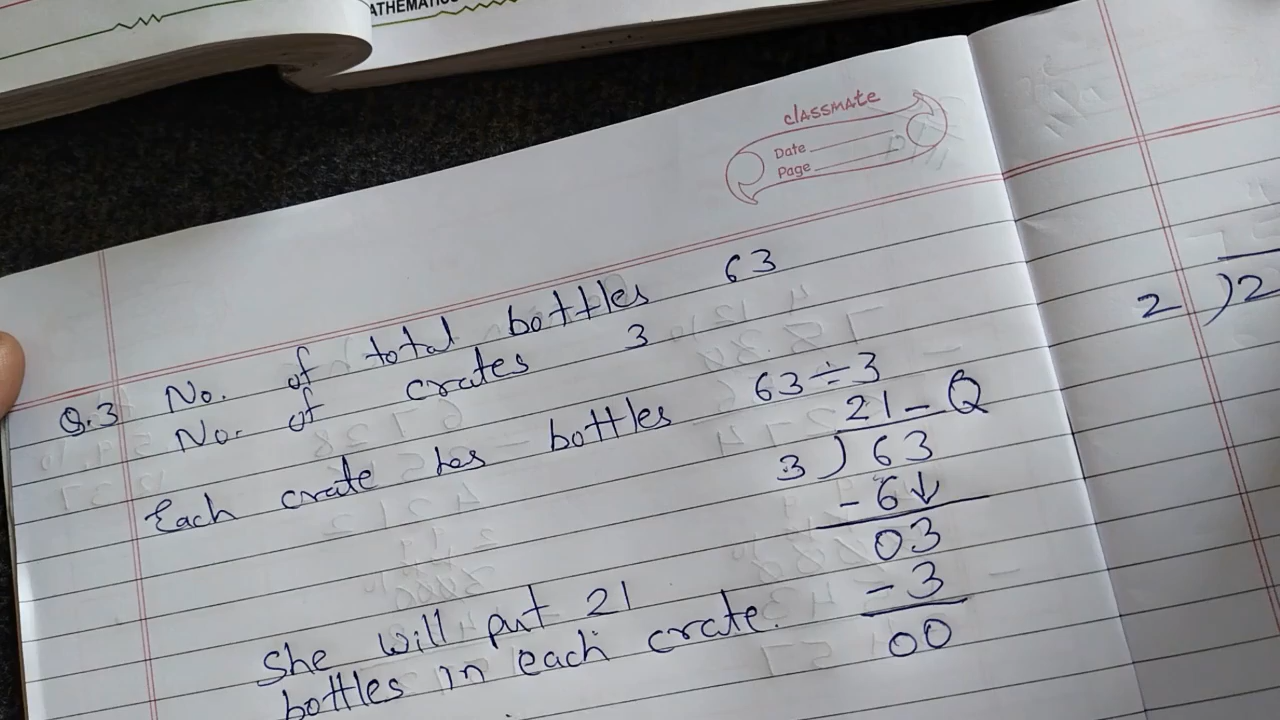 ATHEMATIC
classmate
Date
Page
Q.3 No. of total bottles 63
No. of crates 3
Each crate has bottles 63÷3
21 - Q
3 ) 63
- 6 ↓
03
- 3
00
She will put 21
bottles in each crate.
2 ) 2